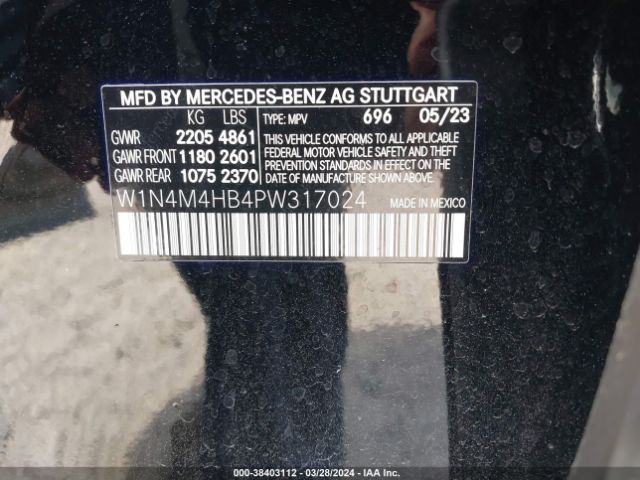 MFD BY MERCEDES-BENZ AG STUTTGART
KG LBS TYPE: MPV 696 05/23
GVWR 2205 4861
GAWR FRONT 1180 2601
GAWR REAR 1075 2370
THIS VEHICLE CONFORMS TO ALL APPLICABLE
FEDERAL MOTOR VEHICLE SAFETY AND THEFT
PREVENTION STANDARDS IN EFFECT ON THE
DATE OF MANUFACTURE SHOWN ABOVE.
W1N4M4HB4PW317024 MADE IN MEXICO
000-38403112 — 03/28/2024 — IAA Inc.